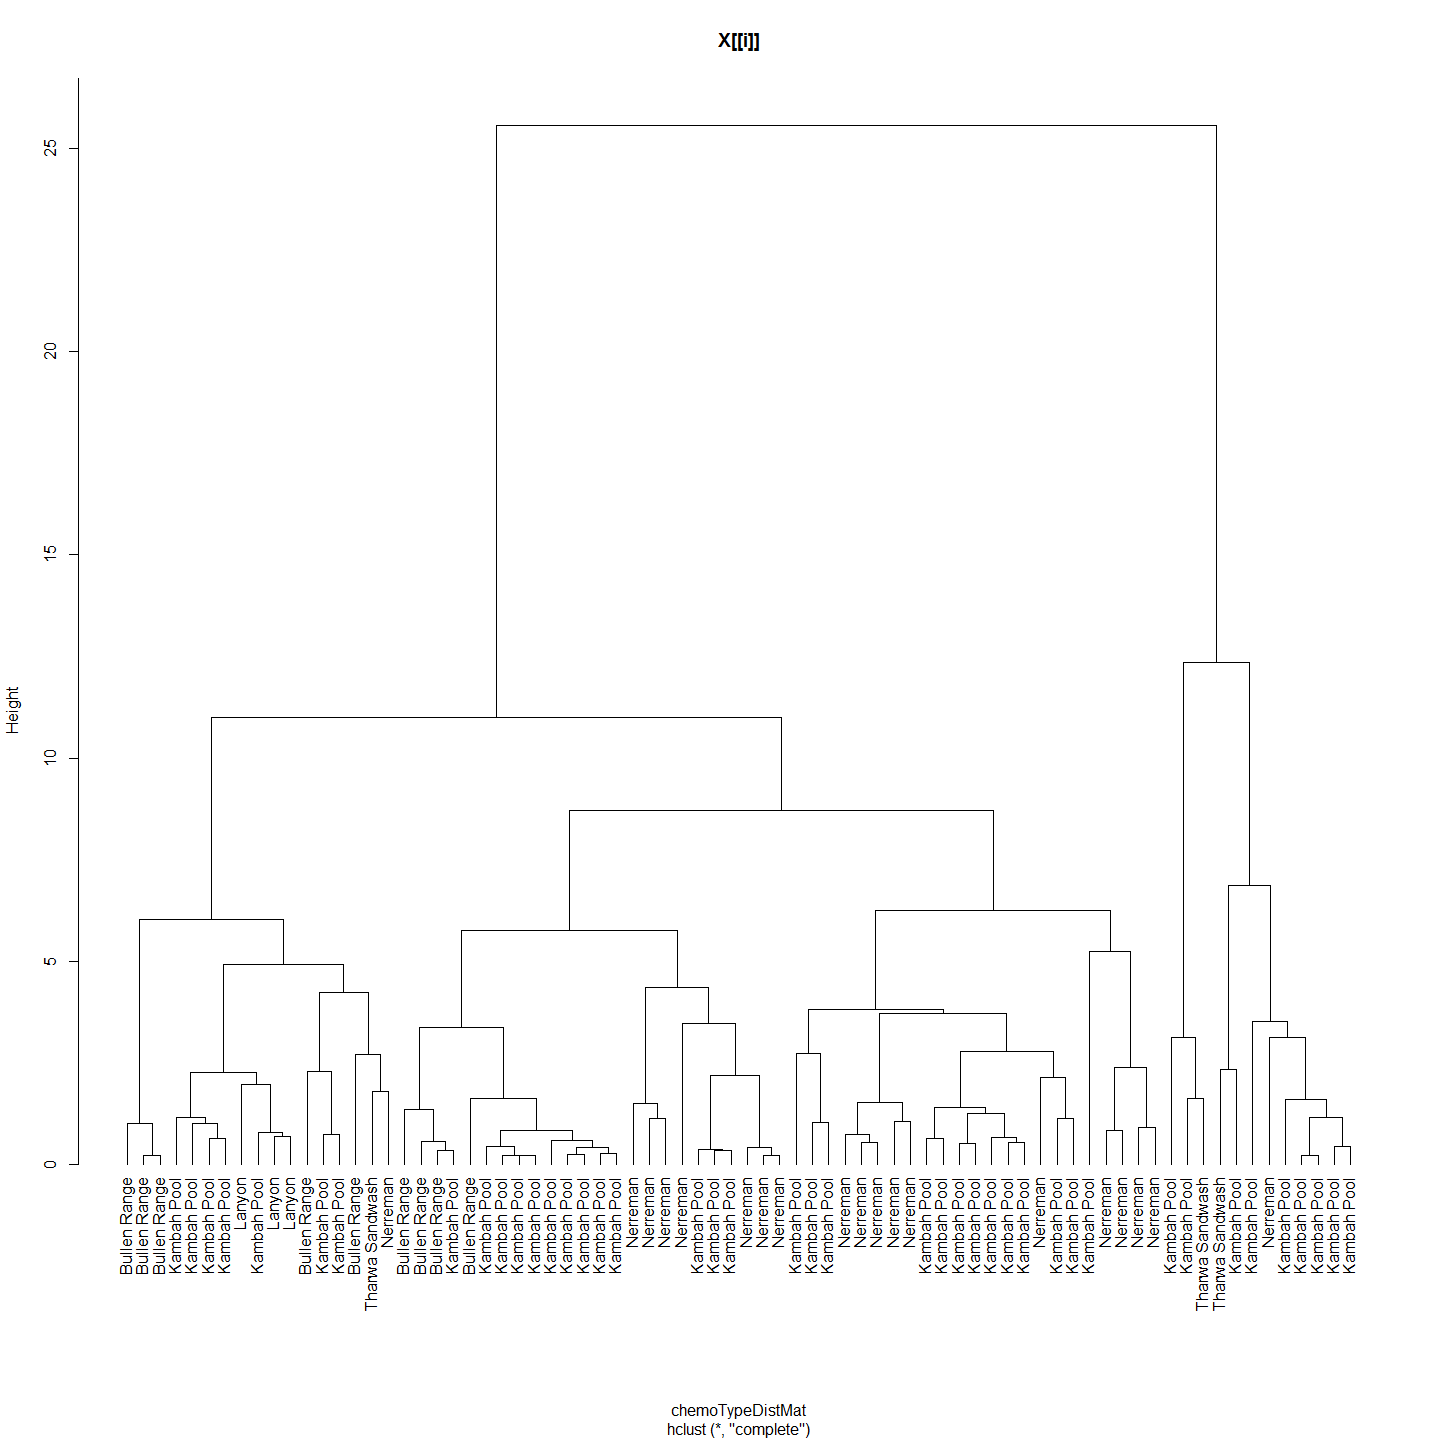 X[[i]]
Height
25
20
15
10
5
0
Bullen Range
Bullen Range
Bullen Range
Kambah Pool
Kambah Pool
Kambah Pool
Kambah Pool
Lanyon
Kambah Pool
Lanyon
Lanyon
Bullen Range
Kambah Pool
Kambah Pool
Bullen Range
Tharwa Sandwash
Nerreman
Bullen Range
Bullen Range
Bullen Range
Kambah Pool
Bullen Range
Kambah Pool
Kambah Pool
Kambah Pool
Kambah Pool
Kambah Pool
Kambah Pool
Kambah Pool
Kambah Pool
Kambah Pool
Nerreman
Nerreman
Nerreman
Nerreman
Kambah Pool
Kambah Pool
Kambah Pool
Nerreman
Nerreman
Nerreman
Kambah Pool
Kambah Pool
Kambah Pool
Nerreman
Nerreman
Nerreman
Nerreman
Nerreman
Kambah Pool
Kambah Pool
Kambah Pool
Kambah Pool
Kambah Pool
Kambah Pool
Kambah Pool
Nerreman
Kambah Pool
Kambah Pool
Kambah Pool
Nerreman
Nerreman
Nerreman
Nerreman
Kambah Pool
Kambah Pool
Tharwa Sandwash
Tharwa Sandwash
Kambah Pool
Kambah Pool
Nerreman
Kambah Pool
Kambah Pool
Kambah Pool
Kambah Pool
Kambah Pool
chemoTypeDistMat
hclust (*, "complete")